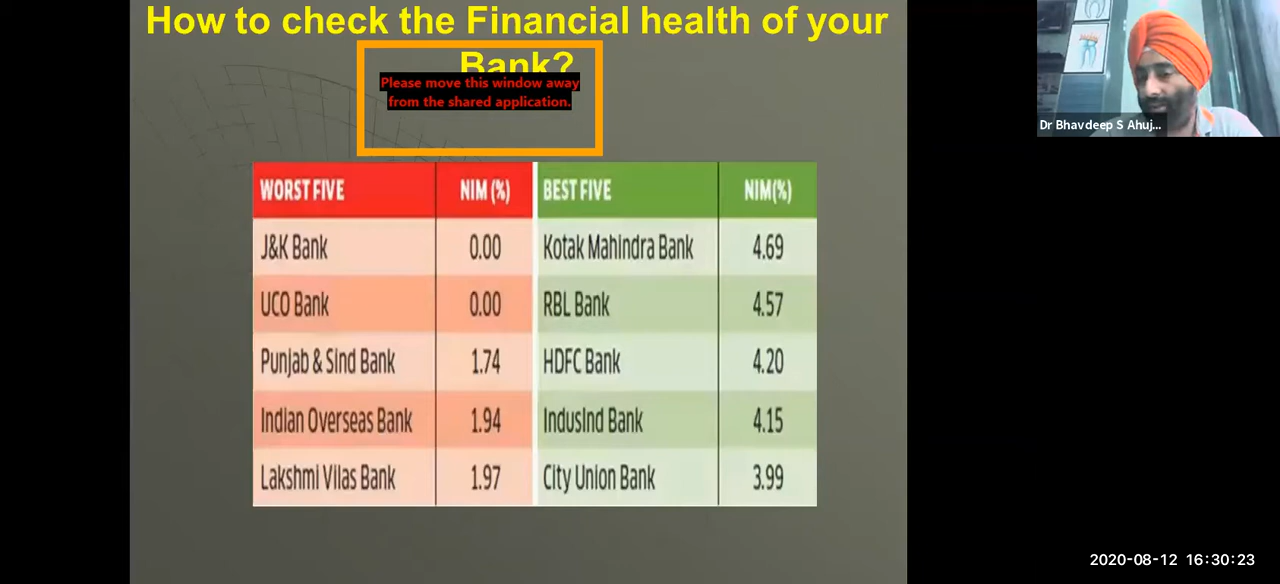 How to check the Financial health of your
Bank?
Please move this window away
from the shared application.
Dr Bhavdeep S Ahuj...
WORST FIVE NIM (%) BEST FIVE NIM(%)
J&K Bank 0.00 Kotak Mahindra Bank 4.69
UCO Bank 0.00 RBL Bank 4.57
Punjab & Sind Bank 1.74 HDFC Bank 4.20
Indian Overseas Bank 1.94 IndusInd Bank 4.15
Lakshmi Vilas Bank 1.97 City Union Bank 3.99
2020-08-12 16:30:23